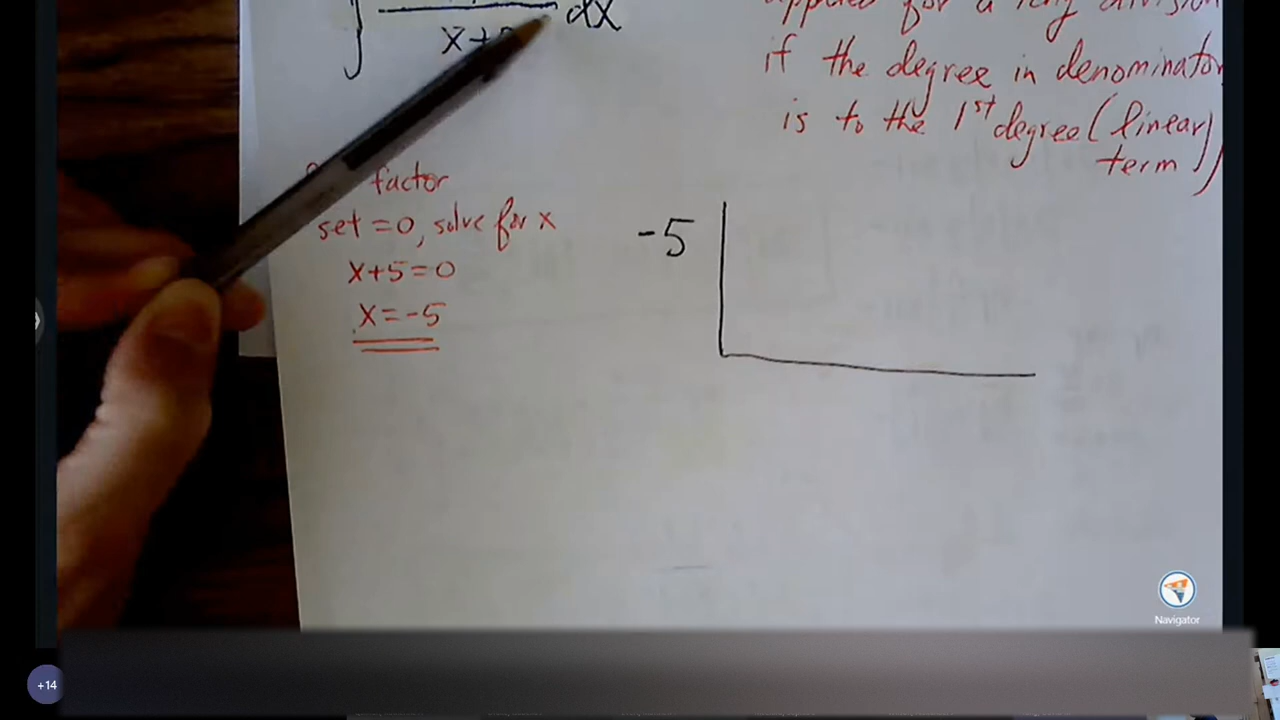 ∫ dx
x+
if the degree in denominator
is to the 1st degree (linear)
term))
factor
set =0, solve for x
x+5=0
x=-5
-5
Navigator
+14